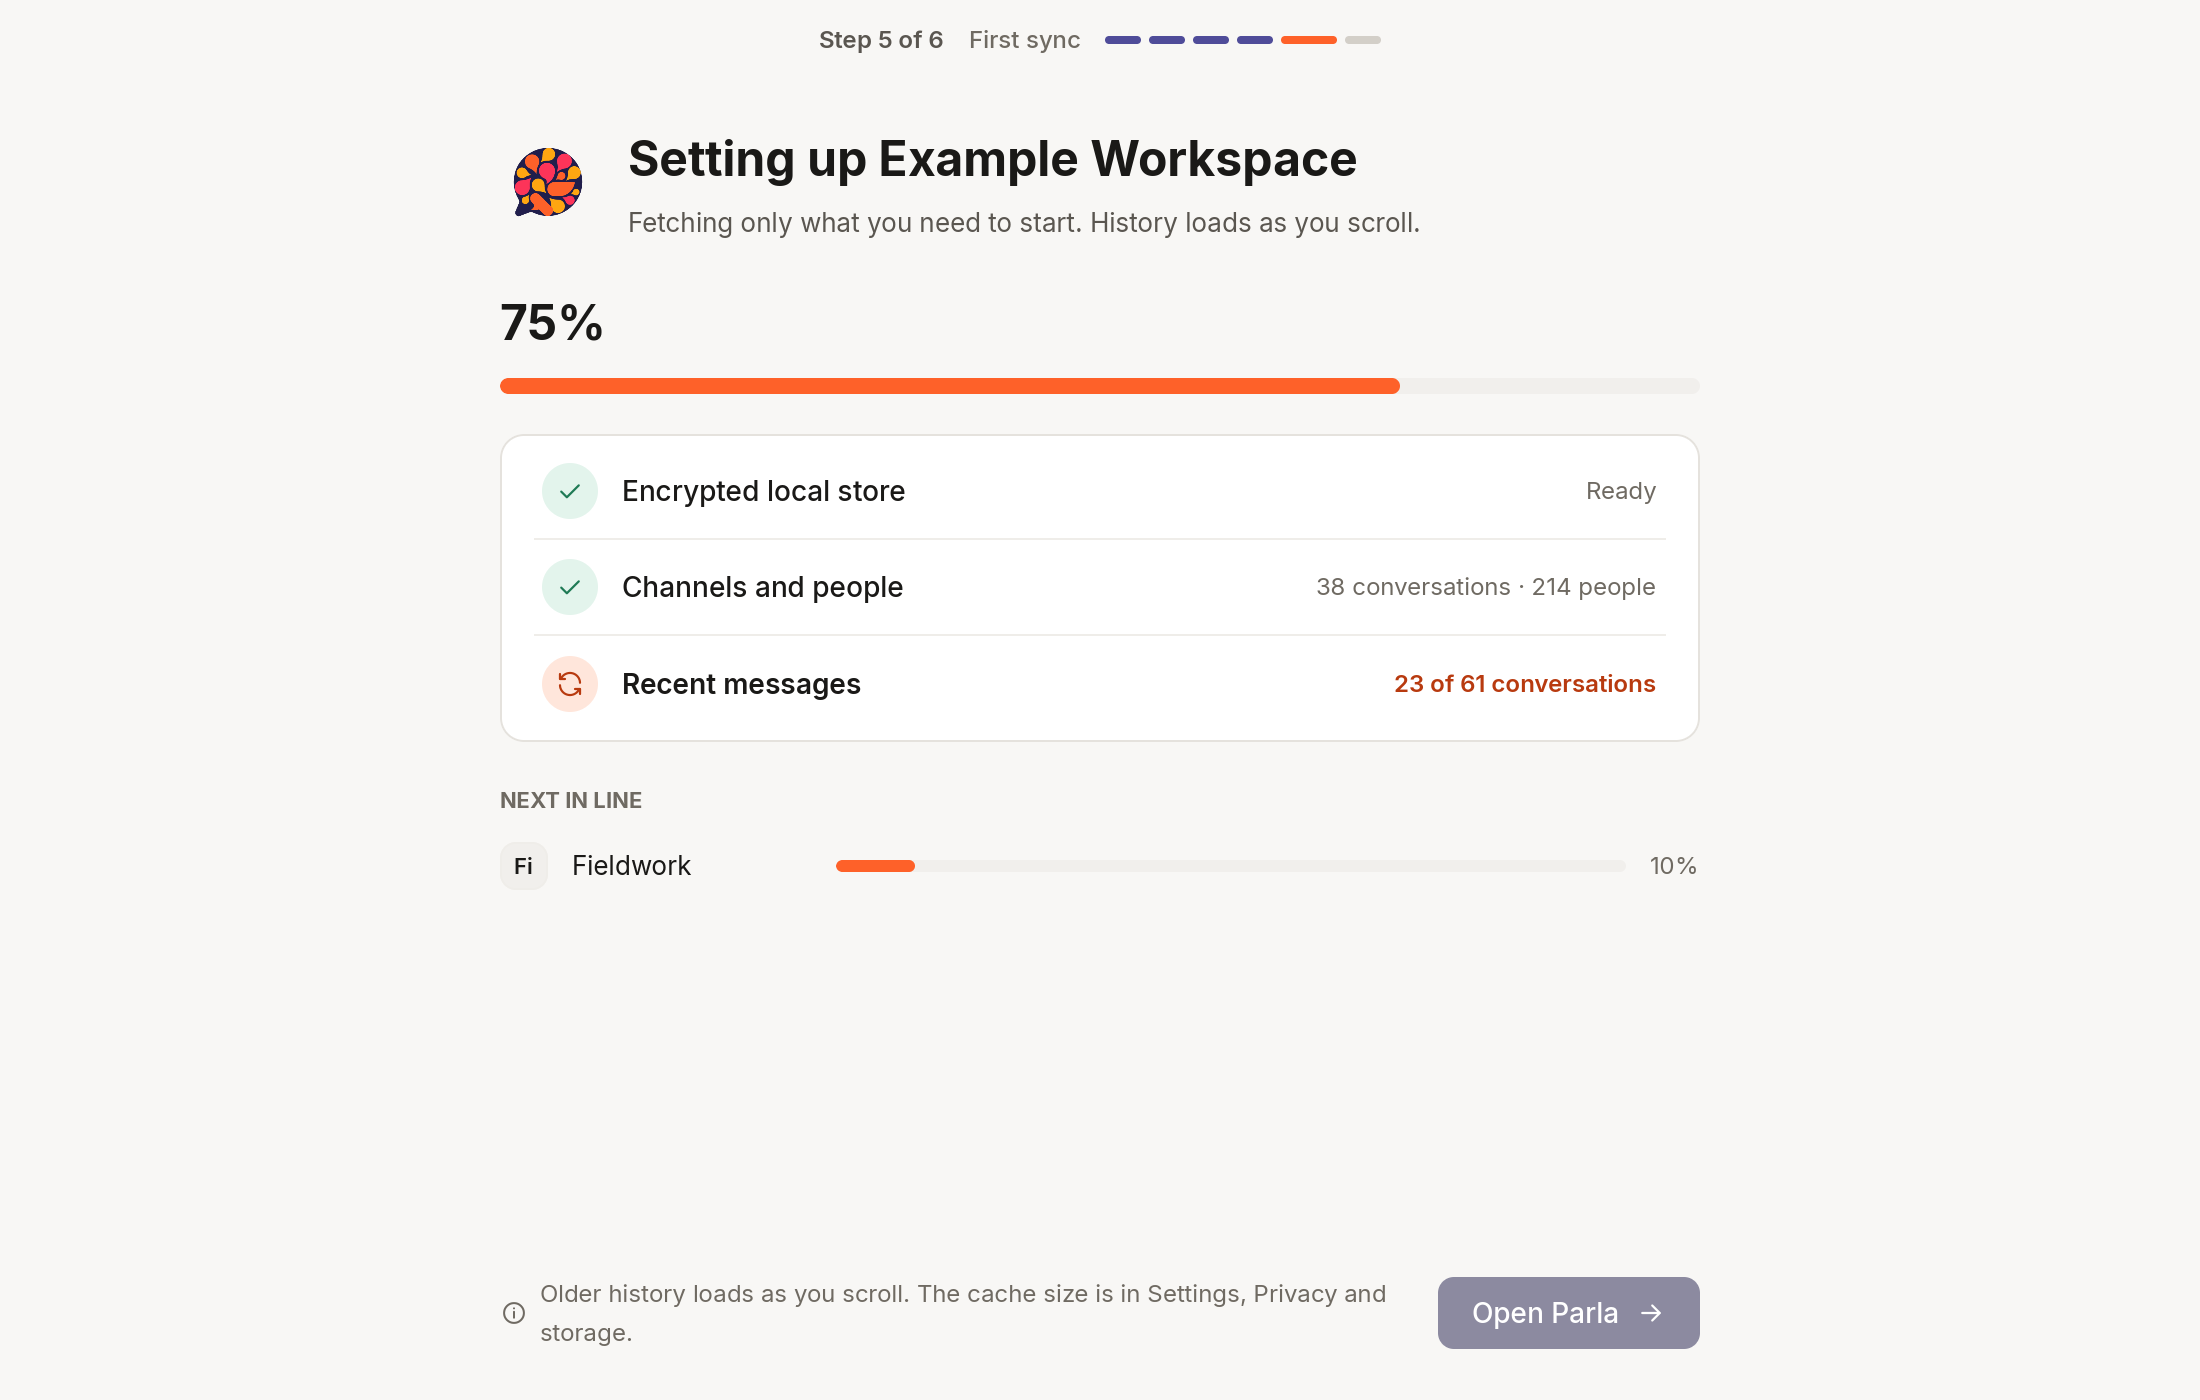 Step 5 of 6 First sync
Setting up Example Workspace
Fetching only what you need to start. History loads as you scroll.
75%
Encrypted local store Ready
Channels and people 38 conversations · 214 people
Recent messages 23 of 61 conversations
NEXT IN LINE
Fi Fieldwork 10%
Older history loads as you scroll. The cache size is in Settings, Privacy and
storage.
Open Parla